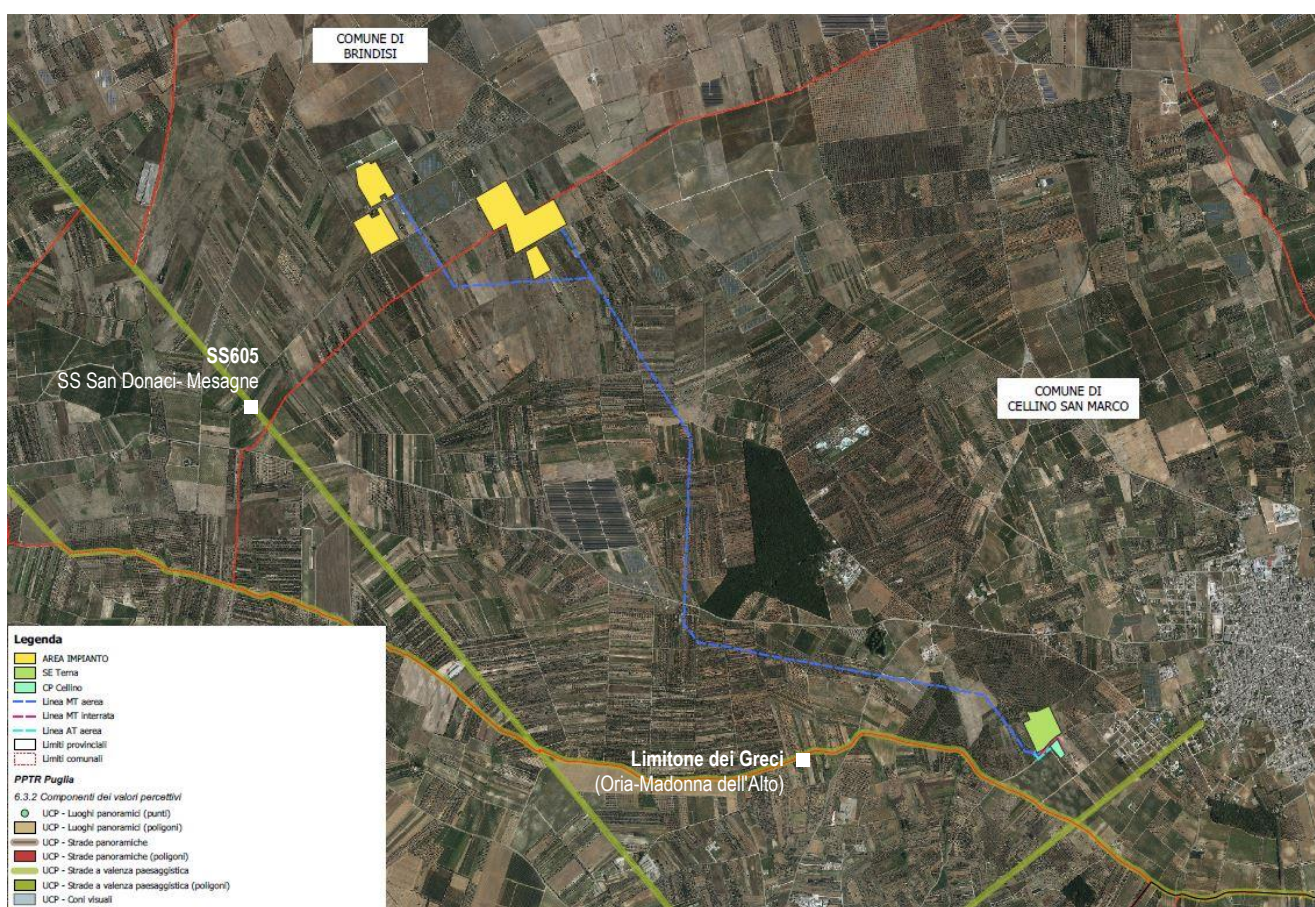 COMUNE DI
BRINDISI
SS605
SS San Donaci- Mesagne
COMUNE DI
CELLINO SAN MARCO
Limitone dei Greci
(Oria-Madonna dell'Alto)
Legenda
AREA IMPIANTO
SE Terna
CP Cellino
Linea MT aerea
Linea MT interrata
Linea AT aerea
Limiti provinciali
Limiti comunali
PPTR Puglia
6.3.2 Componenti dei valori percettivi
UCP - Luoghi panoramici (punti)
UCP - Luoghi panoramici (poligoni)
UCP - Strade panoramiche
UCP - Strade panoramiche (poligoni)
UCP - Strade a valenza paesaggistica
UCP - Strade a valenza paesaggistica (poligoni)
UCP - Coni visuali